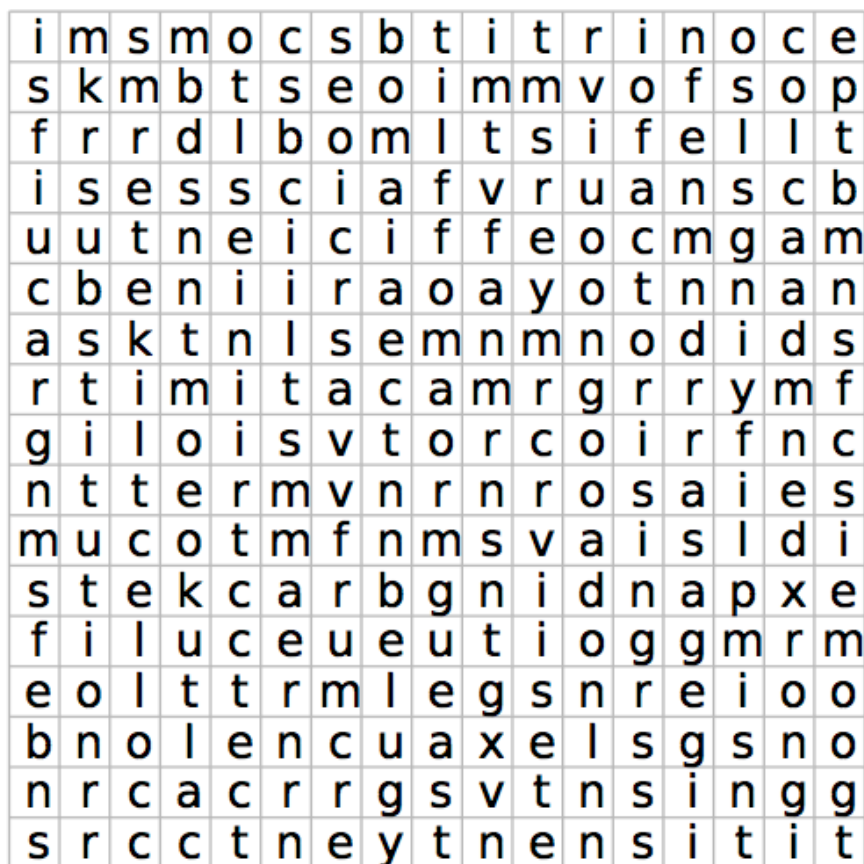 i m s m o c s b t i t r i n o c e
s k m b t s e o i m m v o f s o p
f r r d l b o m l t s i f e l l t
i s e s s c i a f v r u a n s c b
u u t n e i c i f f e o c m g a m
c b e n i i r a o a y o t n n a n
a s k t n l s e m n m n o d i d s
r t i m i t a c a m r g r r y m f
g i l o i s v t o r c o i r f n c
n t t e r m v n r n r o s a i e s
m u c o t m f n m s v a i s l d i
s t e k c a r b g n i d n a p x e
f i l u c e u e u t i o g g m r m
e o l t t r m l e g s n r e i o o
b n o l e n c u a x e l s g s n o
n r c a c r r g s v t n s i n g g
s r c c t n e y t n e n s i t i t